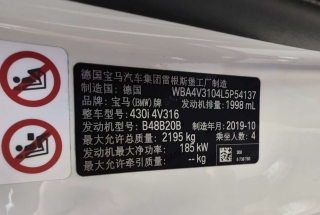 德国宝马汽车集团雷根斯堡工厂制造
制造国：德国 WBA4V3104L5P54137
品牌：宝马(BMW)牌 发动机排量：1998 mL
整车型号：430i 4V316
发动机型号：B48B20B 制造年月：2019-10
最大允许总质量：2195 kg 乘坐人数：4
发动机最大净功率：185 kW
最大允许牵引质量：-- kg